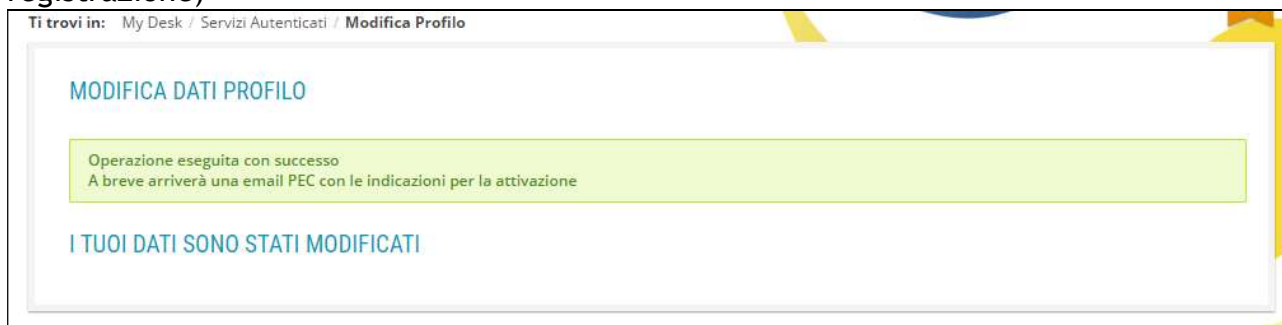 registrazione)
Ti trovi in: My Desk / Servizi Autenticati / Modifica Profilo
MODIFICA DATI PROFILO
Operazione eseguita con successo
A breve arriverà una email PEC con le indicazioni per la attivazione
I TUOI DATI SONO STATI MODIFICATI